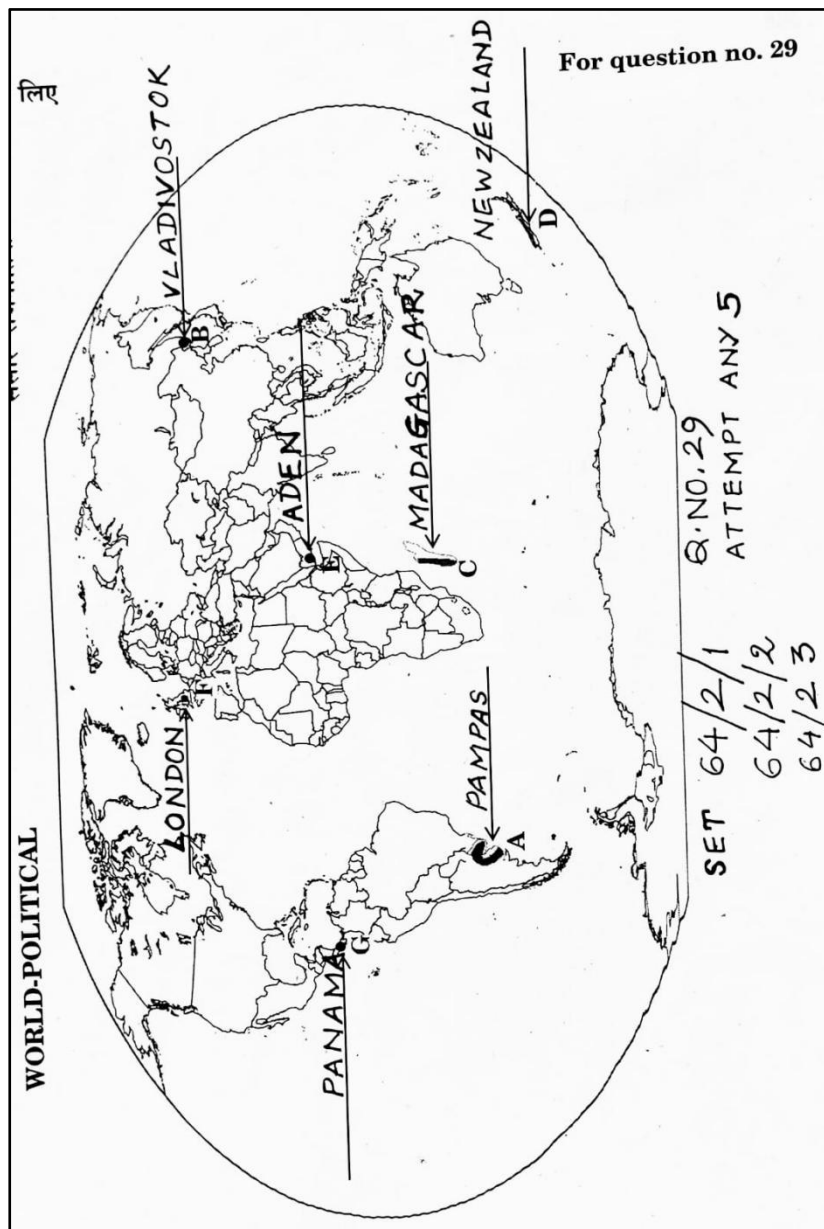 लिए
For question no. 29
WORLD-POLITICAL
VLADIVOSTOK
B
NEWZEALAND
D
LONDON
F
ADEN
E
MADAGASCAR
C
PANAMA
G
PAMPAS
A
SET 64/2/1
64/2/2
64/2 3
Q.NO.29
ATTEMPT ANY 5